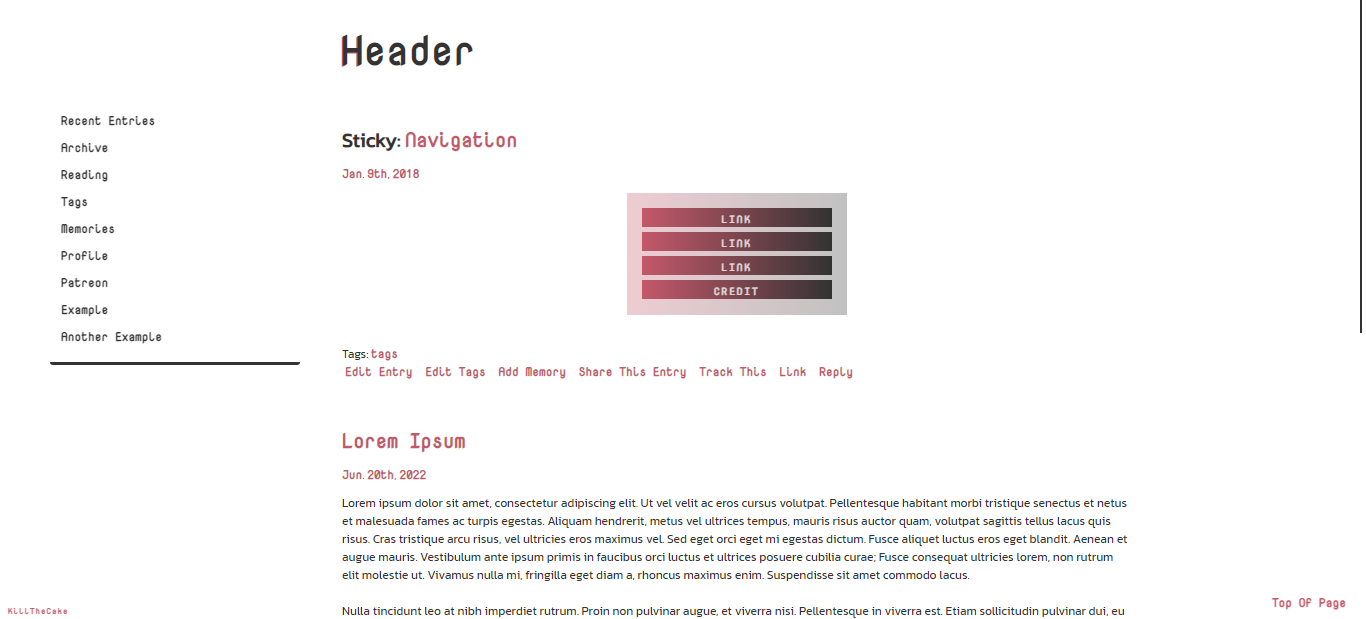 Header
Recent Entries
Archive
Reading
Tags
Memories
Profile
Patreon
Example
Another Example
Sticky: Navigation
Jan. 9th, 2018
LINK
LINK
LINK
CREDIT
Tags: tags
Edit Entry Edit Tags Add Memory Share This Entry Track This Link Reply
Lorem Ipsum
Jun. 20th, 2022
Lorem ipsum dolor sit amet, consectetur adipiscing elit. Ut vel velit ac eros cursus volutpat. Pellentesque habitant morbi tristique senectus et netus
et malesuada fames ac turpis egestas. Aliquam hendrerit, metus vel ultrices tempus, mauris risus auctor quam, volutpat sagittis tellus lacus quis
risus. Cras tristique arcu risus, vel ultricies eros maximus vel. Sed eget orci eget mi egestas dictum. Fusce aliquet luctus eros eget blandit. Aenean et
augue mauris. Vestibulum ante ipsum primis in faucibus orci luctus et ultrices posuere cubilia curae; Fusce consequat ultricies lorem, non rutrum
elit molestie ut. Vivamus nulla mi, fringilla eget diam a, rhoncus maximus enim. Suspendisse sit amet commodo lacus.
Nulla tincidunt leo at nibh imperdiet rutrum. Proin non pulvinar augue, et viverra nisi. Pellentesque in viverra est. Etiam sollicitudin pulvinar dui, eu
KillTheCake
Top Of Page